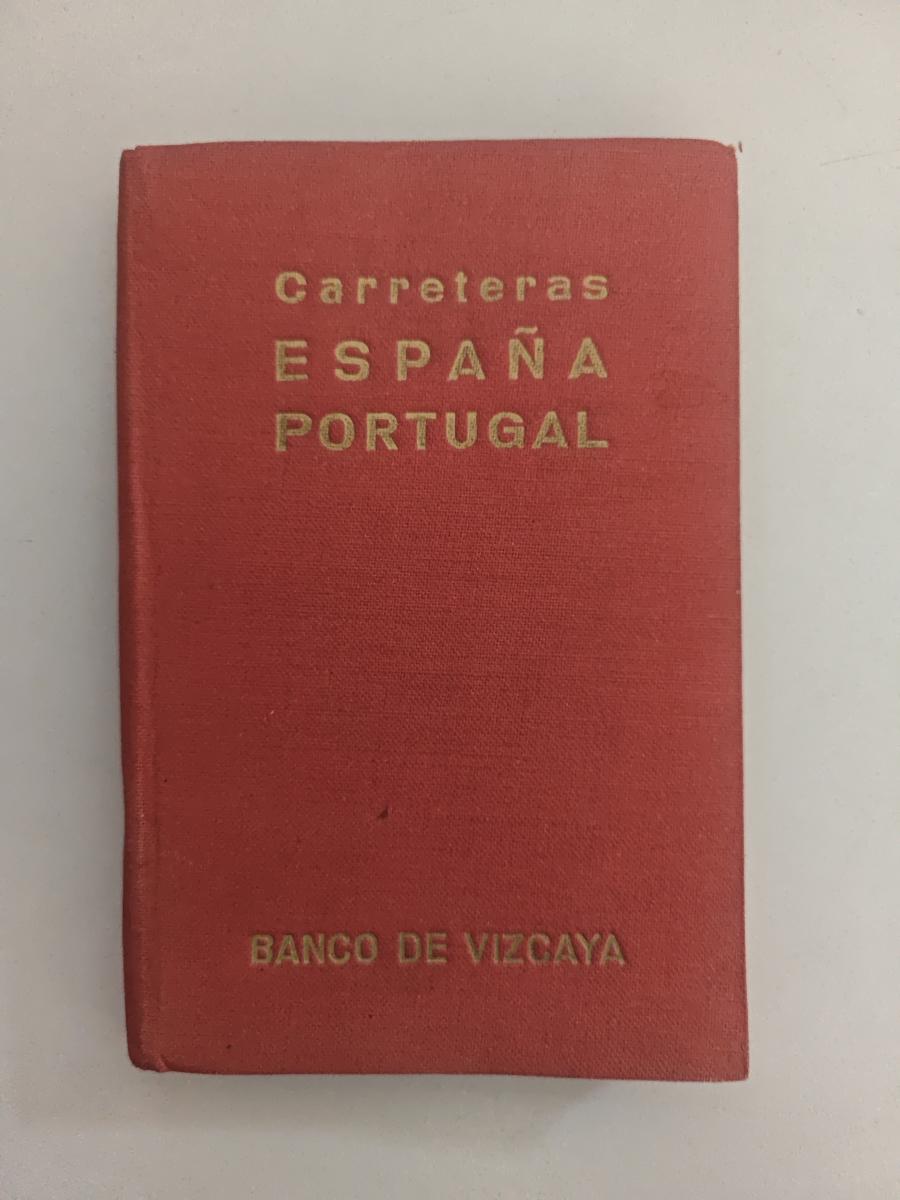 Carreteras
ESPAÑA
PORTUGAL
BANCO DE VIZCAYA